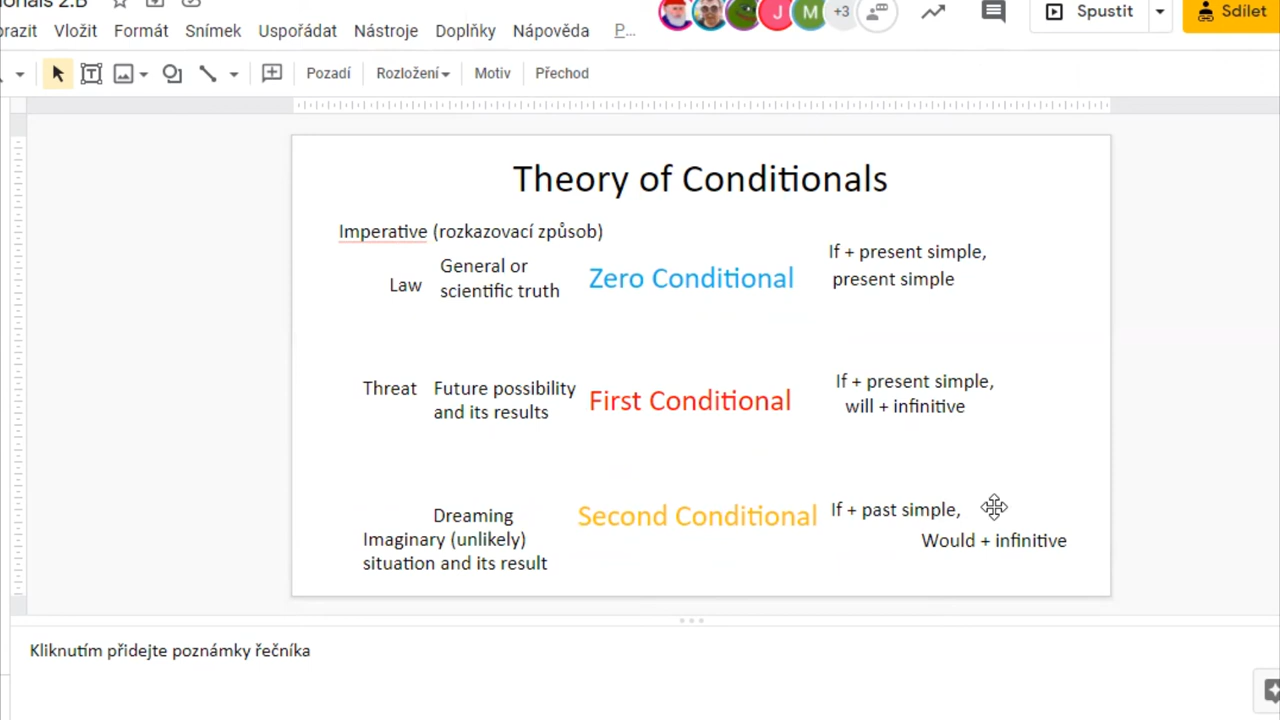 onals 2.B
brazit Vložit Formát Snímek Uspořádat Nástroje Doplňky Nápověda P...
J M +3 Spustit Sdílet
Pozadí Rozložení Motiv Přechod
Theory of Conditionals
Imperative (rozkazovací způsob)
Law
General or
scientific truth
Zero Conditional
If + present simple,
present simple
Threat
Future possibility
and its results
First Conditional
If + present simple,
will + infinitive
Dreaming
Imaginary (unlikely)
situation and its result
Second Conditional
If + past simple,
Would + infinitive
Kliknutím přidejte poznámky řečníka